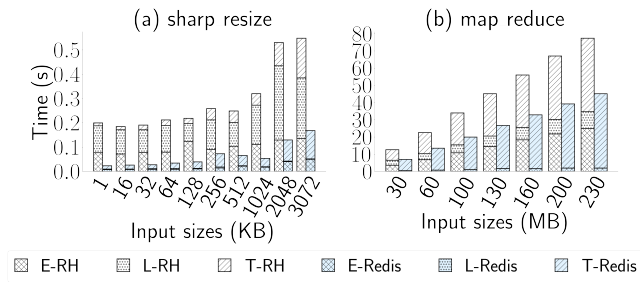 (a) sharp resize
(b) map reduce
Time (s)
0.5
0.4
0.3
0.2
0.1
0.0
80
70
60
50
40
30
20
10
0
1 16 32 64 128 256 512 1024 2048 3072
30 60 100 130 160 200 230
Input sizes (KB)
Input sizes (MB)
E-RH L-RH T-RH E-Redis L-Redis T-Redis